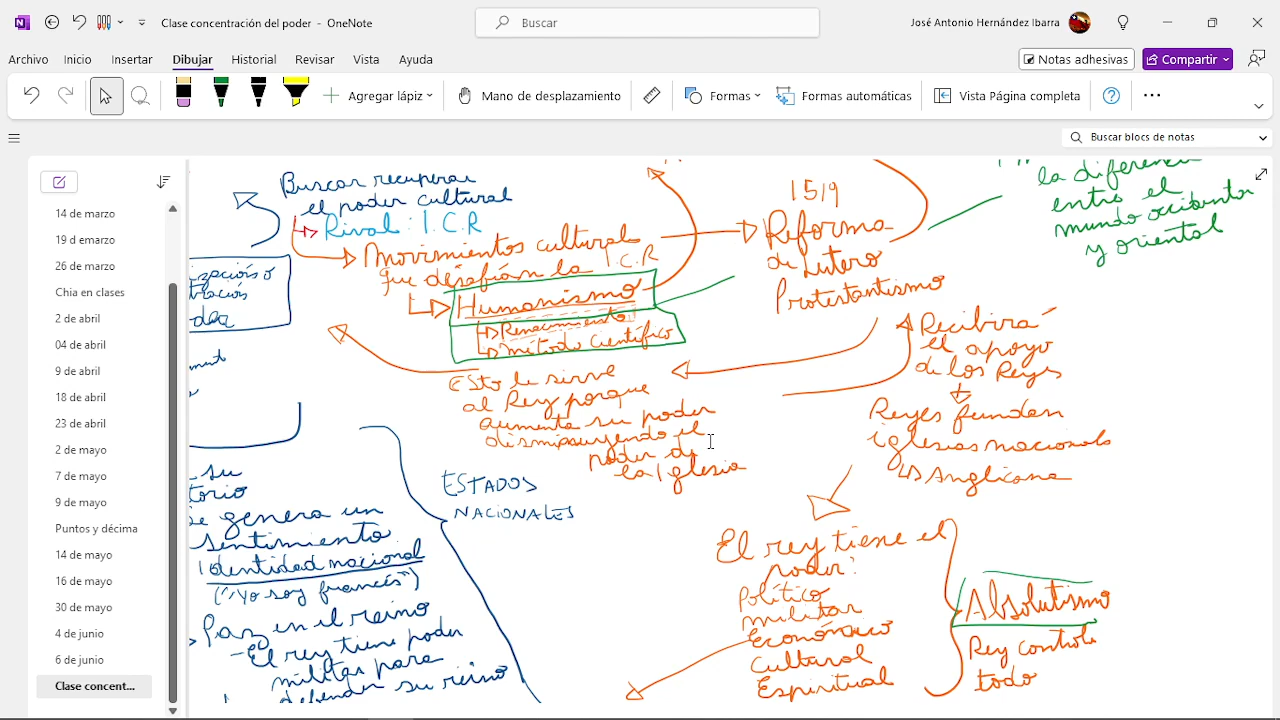 Clase concentración del poder - OneNote
Buscar
José Antonio Hernández Ibarra
Archivo
Inicio
Insertar
Dibujar
Historial
Revisar
Vista
Ayuda
Notas adhesivas
Compartir
Agregar lápiz
Mano de desplazamiento
Formas
Formas automáticas
Vista Página completa
Buscar blocs de notas
14 de marzo
19 d emarzo
26 de marzo
Chia en clases
2 de abril
04 de abril
9 de abril
18 de abril
23 de abril
2 de mayo
7 de mayo
9 de mayo
Puntos y décima
14 de mayo
16 de mayo
30 de mayo
4 de junio
6 de junio
Clase concent...
Buscar recuperar
el poder cultural
Rival: I.C.R
Movimientos cultural
que desafían la I.C.R
Humanismo
Renacimiento
método científico
1519
Reforma
de Lutero
Protestantismo
la diferencia
entre el
mundo occidental
y oriental
Esto le sirve
al Rey porque
aumenta su poder
disminuyendo el
poder de
la Iglesia
Recibirá
el apoyo
de los Reyes
Reyes fundan
iglesias nacionals
Anglicana
El rey tiene el
poder:
Político
militar
Económico
Cultural
Espiritual
Absolutismo
Rey controla
todo
ESTADOS
NACIONALES
su
se genera un
sentimiento
Identidad nacional
("Yo soy francés")
Paz en el reino
- El rey tiene poder
militar para
defender su reino